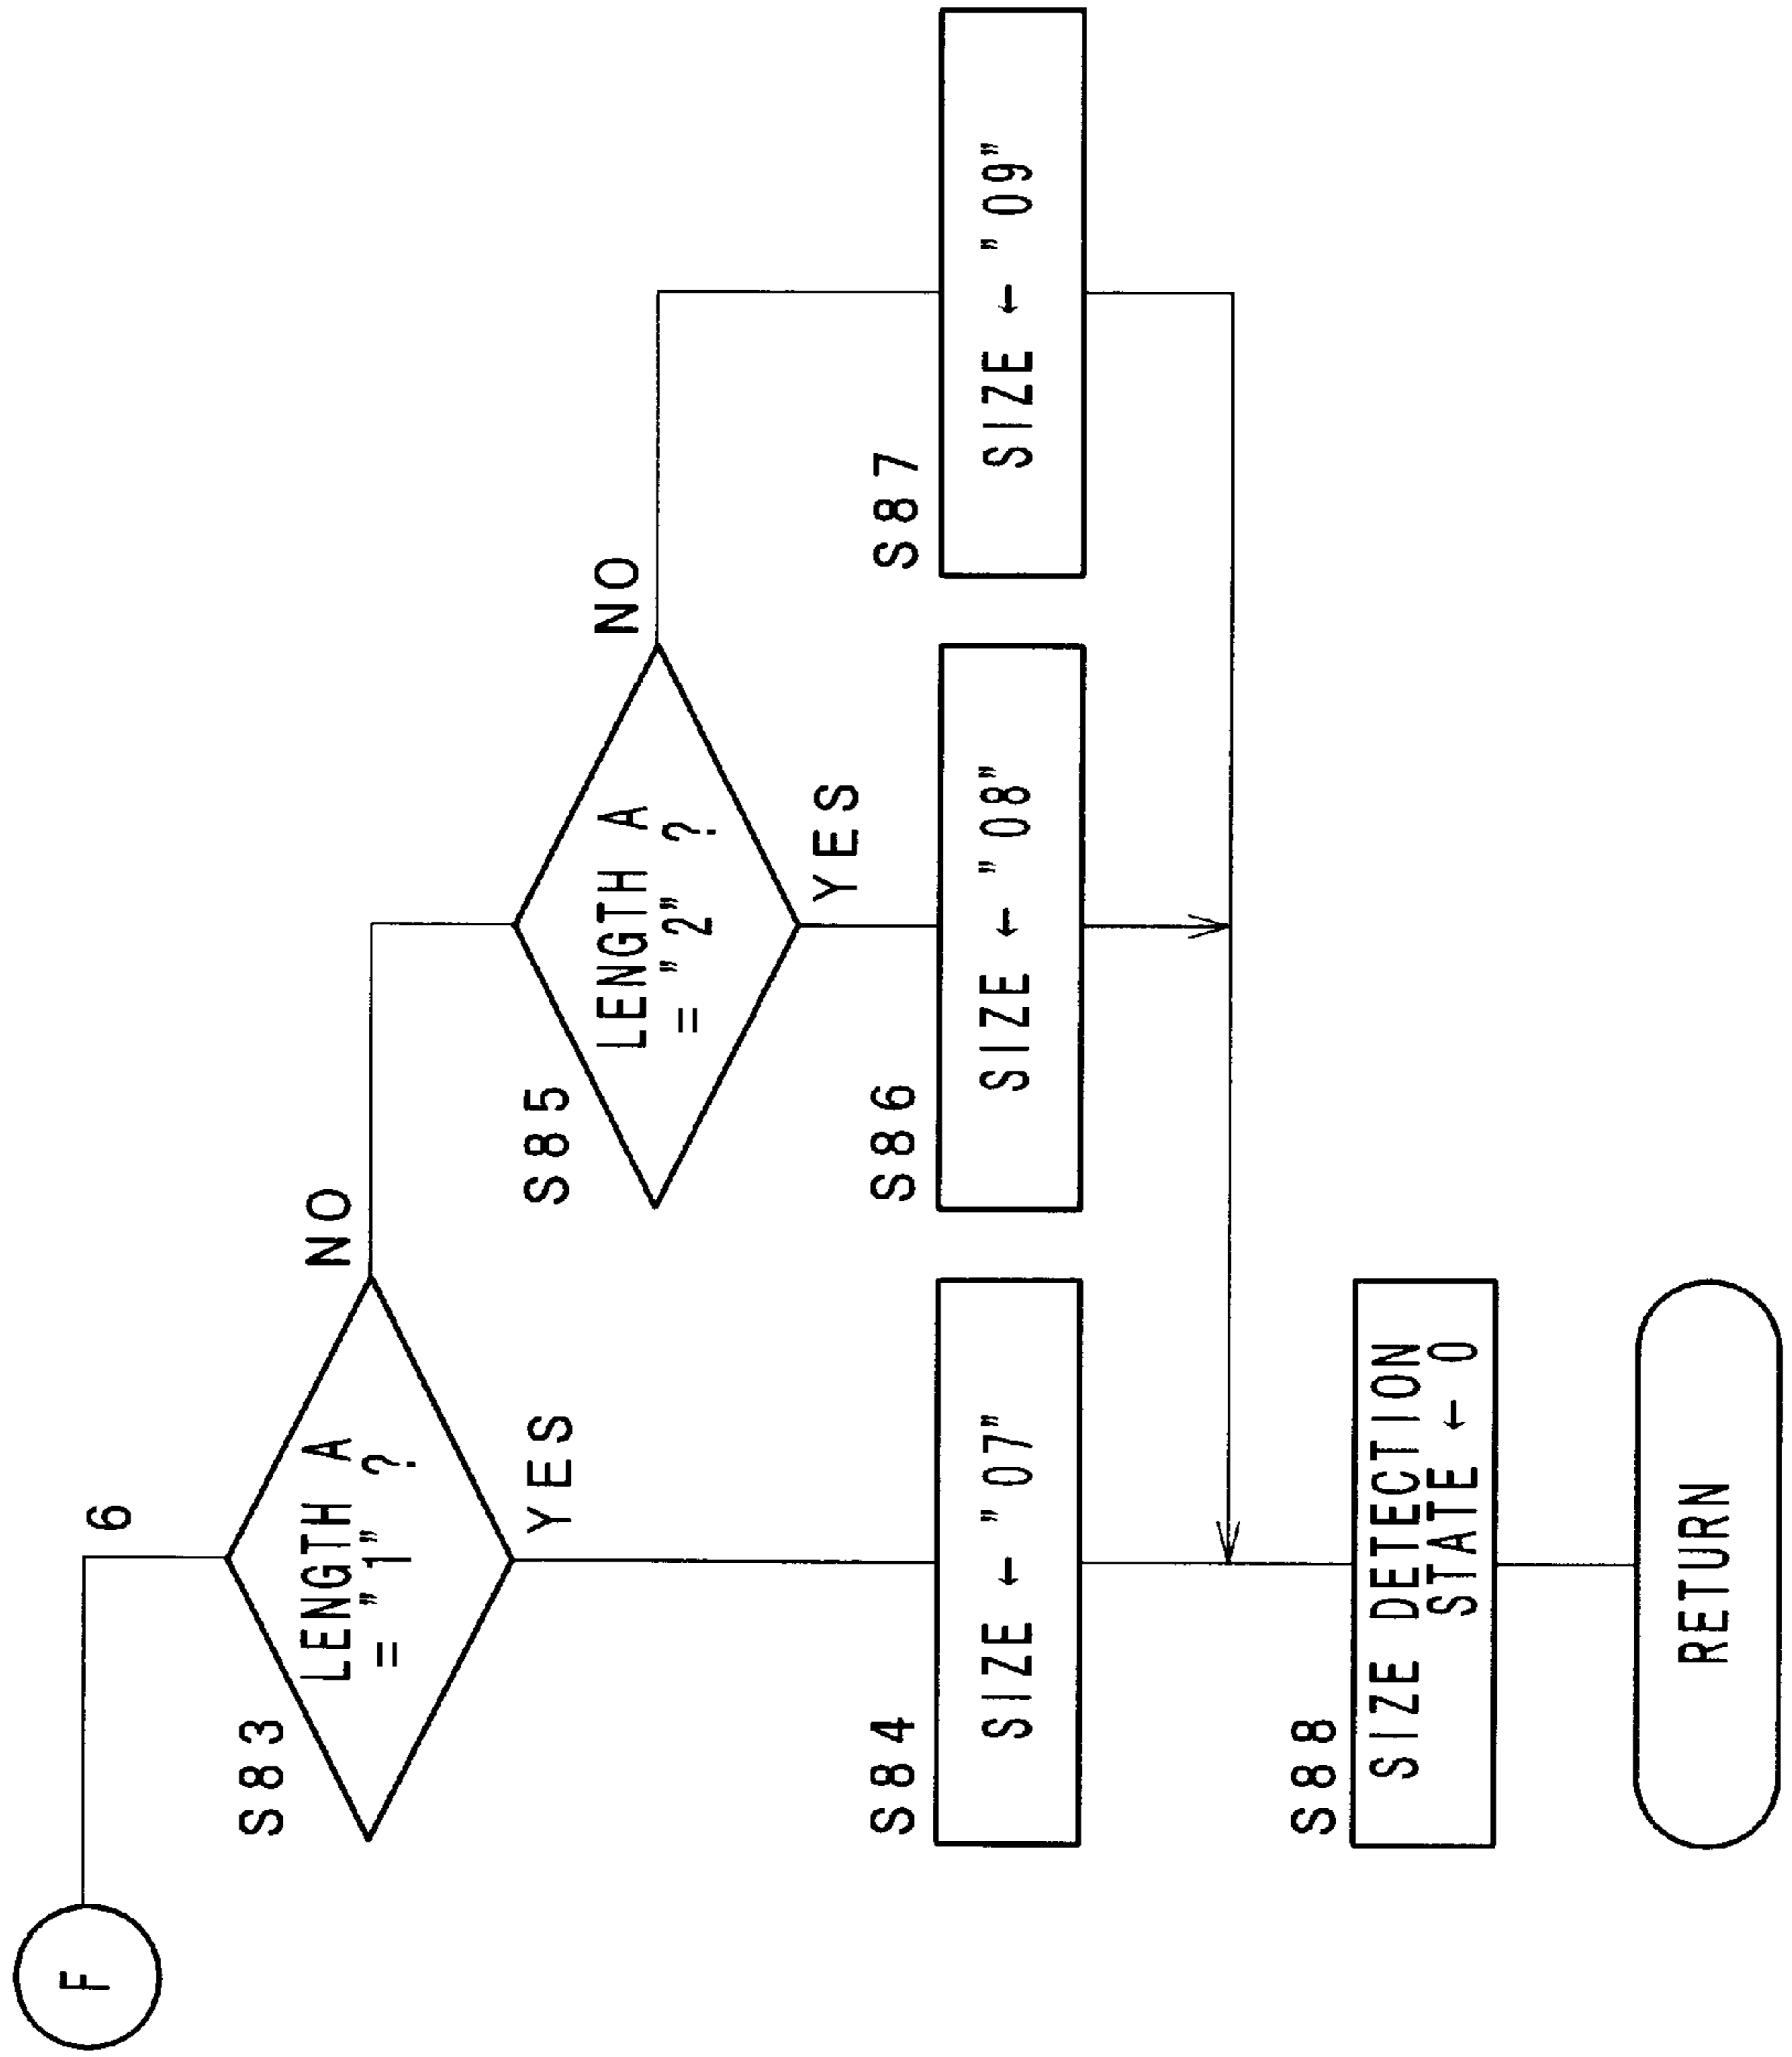 F
6
S83
LENGTH A
="1" ?
NO
YES
S85
LENGTH A
="2" ?
NO
YES
S84
SIZE ← "07"
S86
SIZE ← "08"
S87
SIZE ← "09"
S88
SIZE DETECTION
STATE ← 0
RETURN